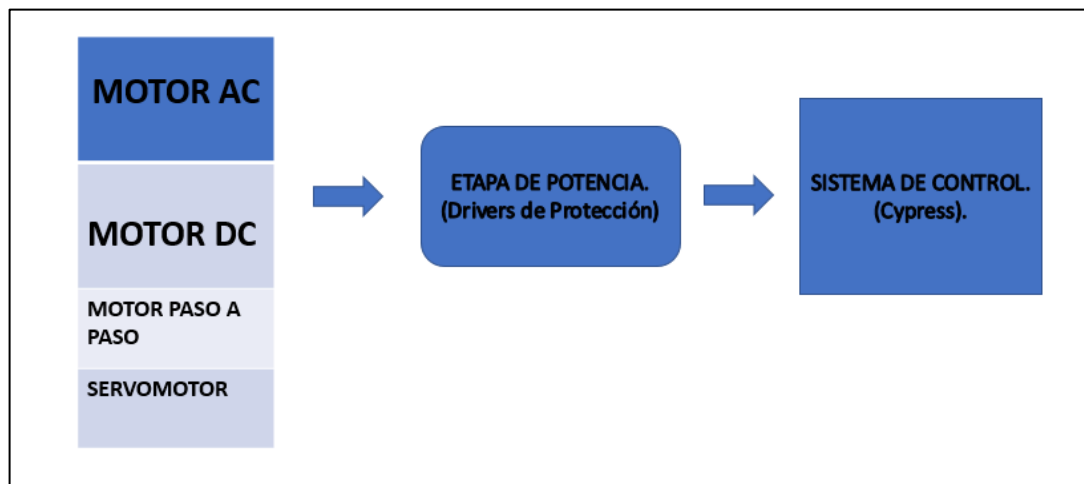 MOTOR AC
MOTOR DC
MOTOR PASO A
PASO
SERVOMOTOR
ETAPA DE POTENCIA.
(Drivers de Protección)
SISTEMA DE CONTROL.
(Cypress).